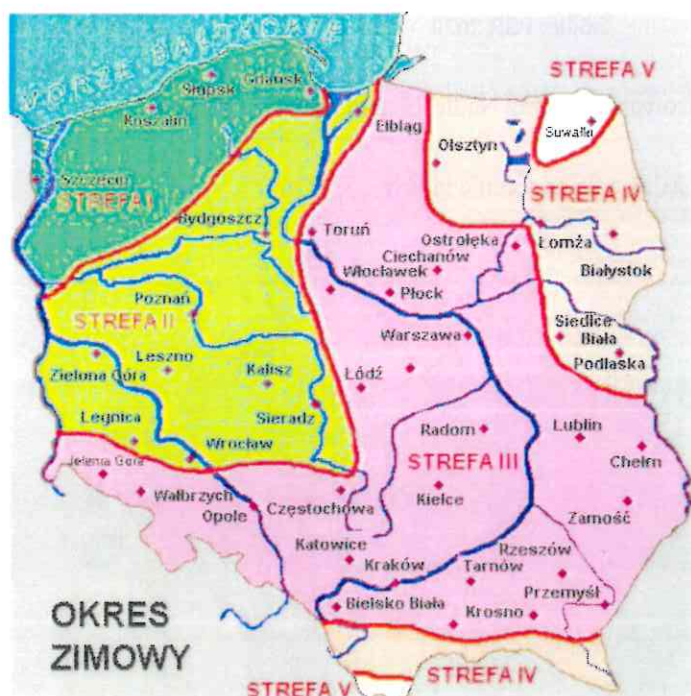 MORZE BAŁTYCKIE
Słupsk
Gdańsk
Koszalin
Elbląg
STREFA V
Suwałki
Olsztyn
Szczecin
STREFA I
STREFA IV
Bydgoszcz
Toruń
Ostrołęka
Łomża
Ciechanów
Białystok
Włocławek
Płock
Poznań
STREFA II
Warszawa
Siedlce
Biała
Podlaska
Leszno
Zielona Góra
Kalisz
Łódź
Legnica
Sieradz
Radom
Lublin
Wrocław
STREFA III
Chełm
Jelenia Góra
Wałbrzych
Opole
Częstochowa
Kielce
Zamość
Katowice
Rzeszów
Kraków
Tarnów
Przemyśl
Bielsko Biała
Krosno
OKRES
ZIMOWY
STREFA IV
STREFA V